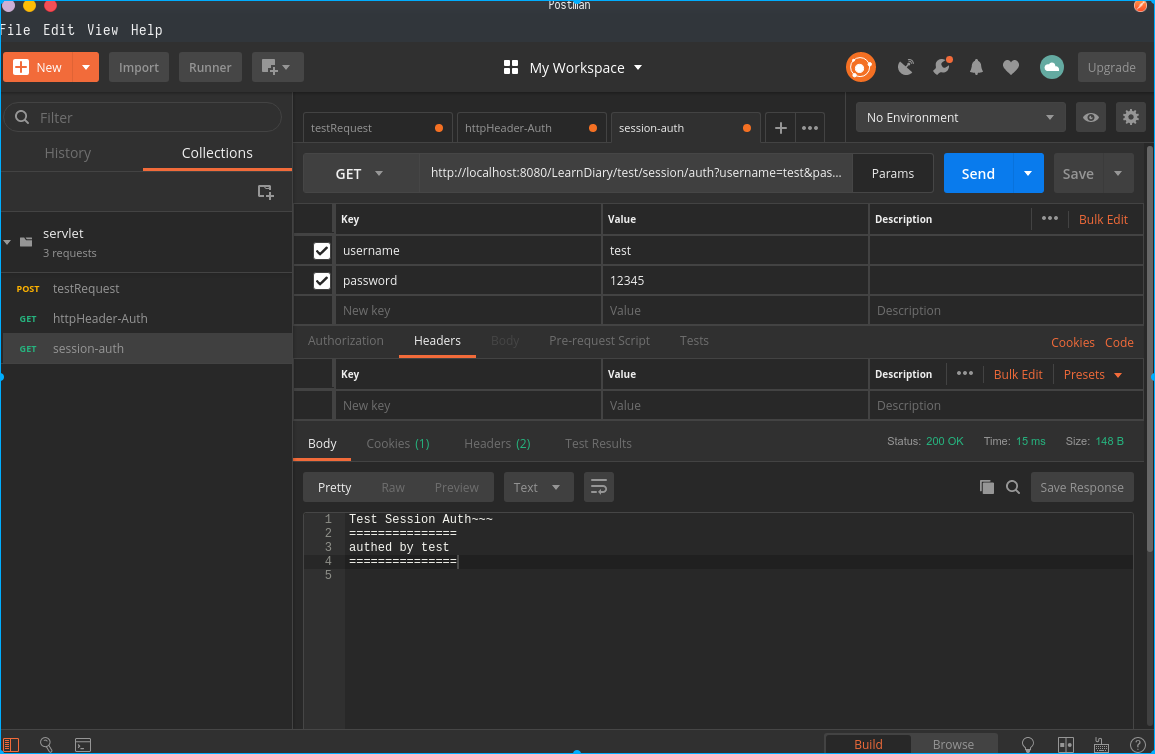 Postman
File Edit View Help
New Import Runner My Workspace Upgrade
Filter
History Collections
servlet
3 requests
POST testRequest
GET httpHeader-Auth
GET session-auth
testRequest httpHeader-Auth session-auth No Environment
GET http://localhost:8080/LearnDiary/test/session/auth?username=test&pas... Params Send Save
Key Value Description ••• Bulk Edit
username test
password 12345
New key Value Description
Authorization Headers Body Pre-request Script Tests Cookies Code
Key Value Description ••• Bulk Edit Presets
New key Value Description
Body Cookies (1) Headers (2) Test Results Status: 200 OK Time: 15 ms Size: 148 B
Pretty Raw Preview Text Save Response
1 Test Session Auth~~~
2 ===============
3 authed by test
4 ===============
5
Build Browse